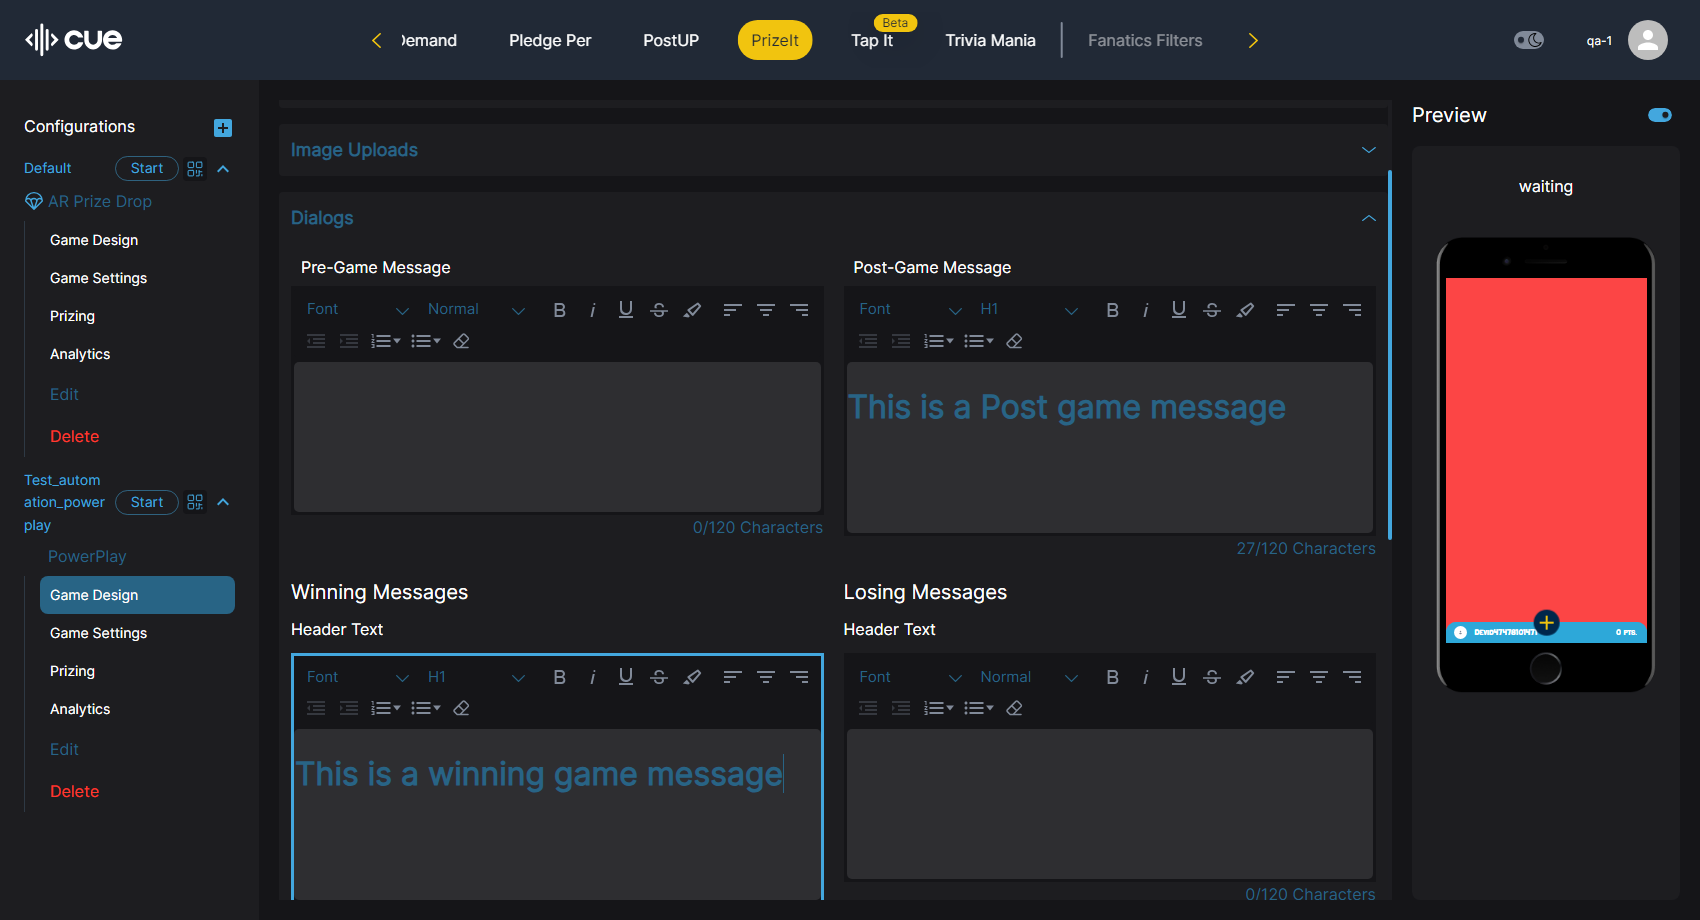 cue
Demand
Pledge Per
PostUP
PrizeIt
Beta
Tap It
Trivia Mania
Fanatics Filters
qa-1
Configurations
Default
Start
AR Prize Drop
Game Design
Game Settings
Prizing
Analytics
Edit
Delete
Test_autom
ation_power
play
Start
PowerPlay
Game Design
Game Settings
Prizing
Analytics
Edit
Delete
Image Uploads
Dialogs
Pre-Game Message
Font
Normal
B
i
U
S
0/120 Characters
Post-Game Message
Font
H1
B
i
U
S
This is a Post game message
27/120 Characters
Winning Messages
Header Text
Font
H1
B
i
U
S
This is a winning game message
Losing Messages
Header Text
Font
Normal
B
i
U
S
0/120 Characters
Preview
waiting
0 PTS.